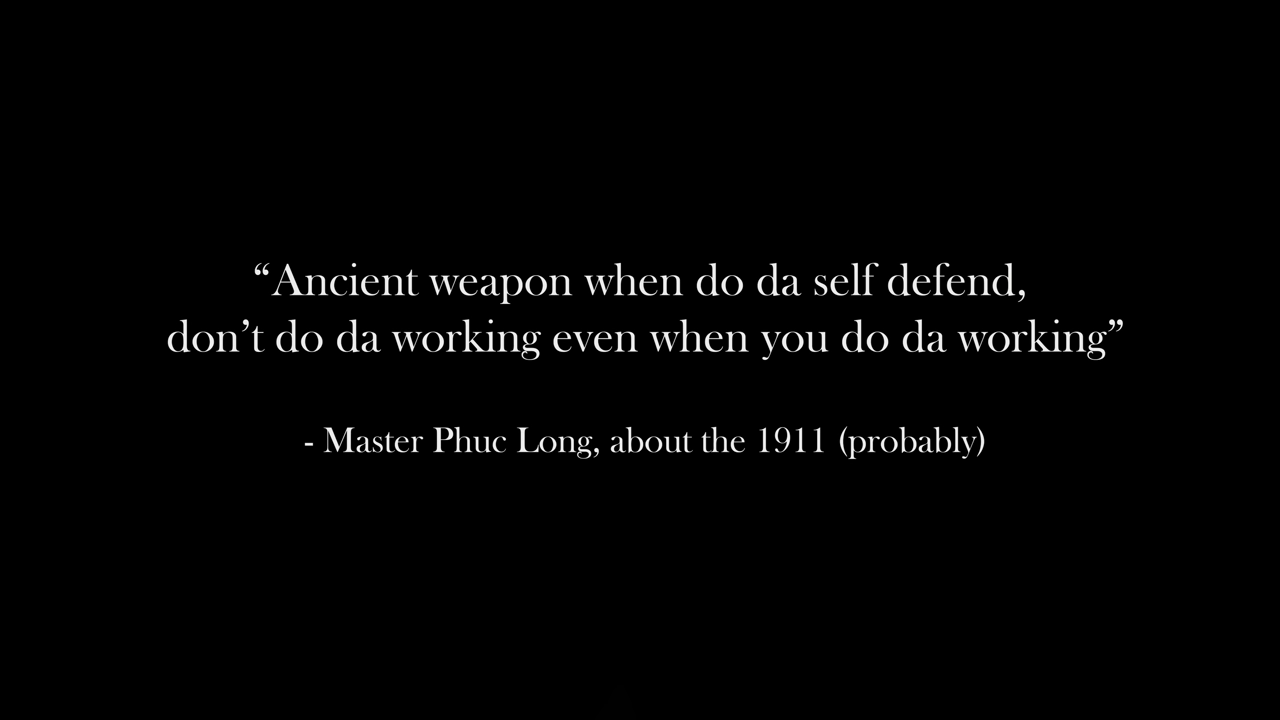 “Ancient weapon when do da self defend,
don’t do da working even when you do da working”
- Master Phuc Long, about the 1911 (probably)